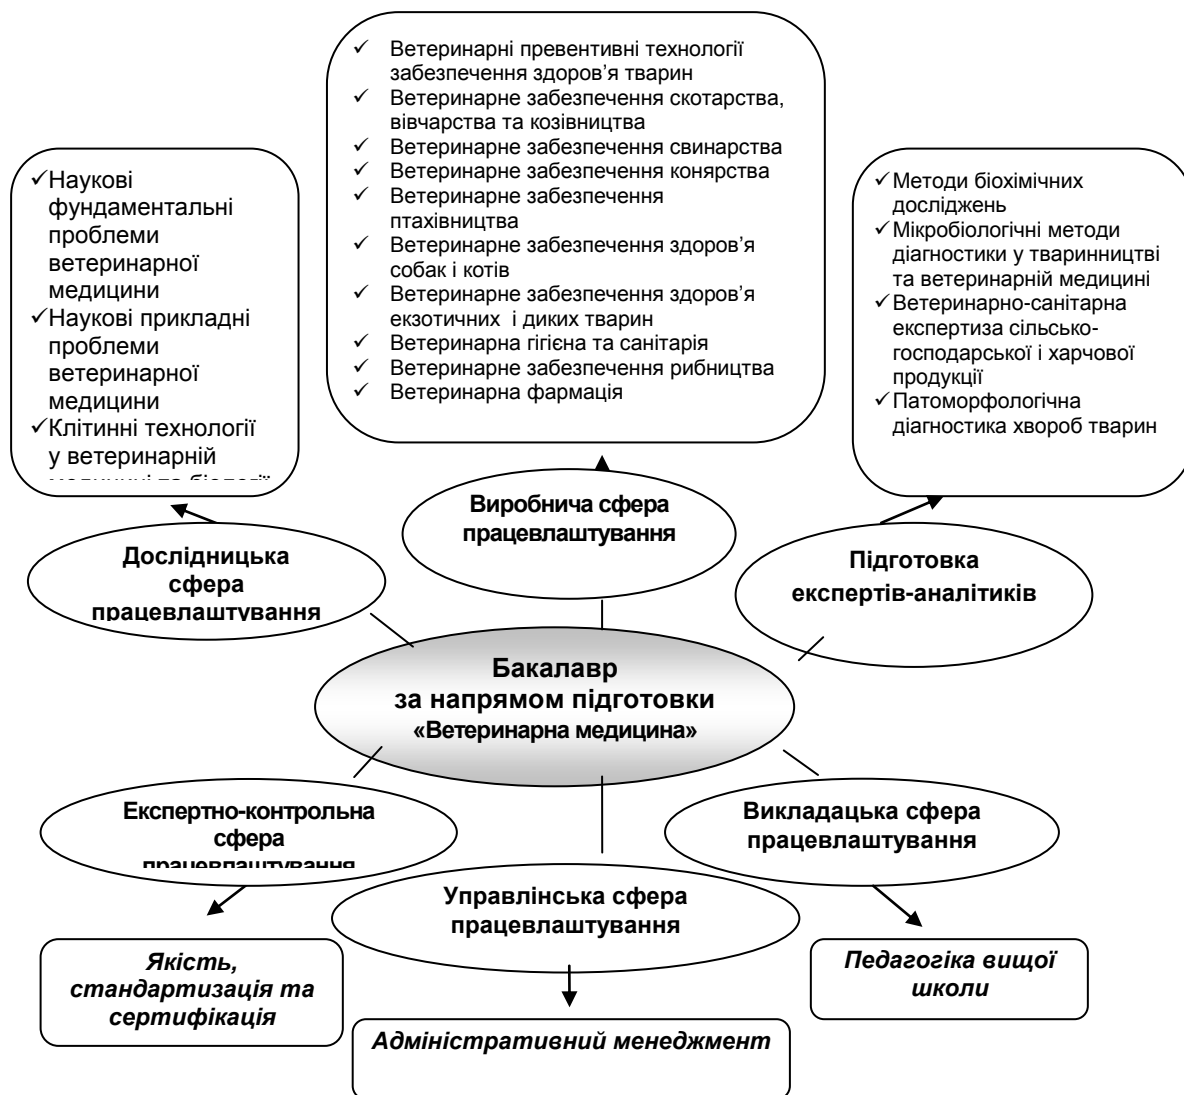 Ветеринарні превентивні технології
забезпечення здоров’я тварин
Ветеринарне забезпечення скотарства,
вівчарства та козівництва
Ветеринарне забезпечення свинарства
Ветеринарне забезпечення конярства
Ветеринарне забезпечення
птахівництва
Ветеринарне забезпечення здоров’я
собак і котів
Ветеринарне забезпечення здоров’я
екзотичних і диких тварин
Ветеринарна гігієна та санітарія
Ветеринарне забезпечення рибництва
Ветеринарна фармація
Наукові
фундаментальні
проблеми
ветеринарної
медицини
Наукові прикладні
проблеми
ветеринарної
медицини
Клітинні технології
у ветеринарній
медицині та біології
Методи біохімічних
досліджень
Мікробіологічні методи
діагностики у тваринництві
та ветеринарній медицині
Ветеринарно-санітарна
експертиза сільсько-
господарської і харчової
продукції
Патоморфологічна
діагностика хвороб тварин
Виробнича сфера
працевлаштування
Дослідницька
сфера
працевлаштування
Підготовка
експертів-аналітиків
Бакалавр
за напрямом підготовки
«Ветеринарна медицина»
Експертно-контрольна
сфера
працевлаштування
Викладацька сфера
працевлаштування
Управлінська сфера
працевлаштування
Якість,
стандартизація та
сертифікація
Педагогіка вищої
школи
Адміністративний менеджмент